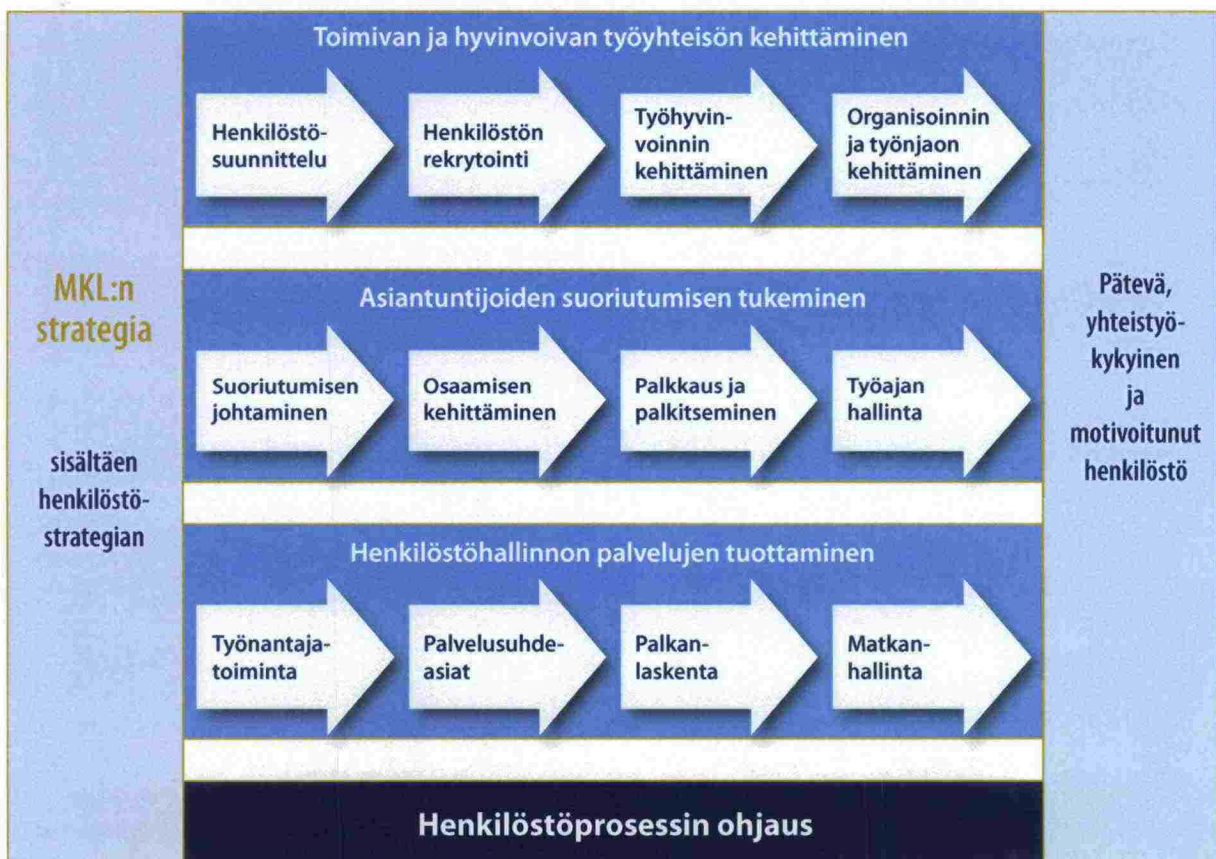 MKL:n
strategia
sisältäen
henkilöstö-
strategian
Toimivan ja hyvinvoivan työyhteisön kehittäminen
Henkilöstö-
suunnittelu
Henkilöstön
rekrytointi
Työhyvin-
voinnin
kehittäminen
Organisoinnin
ja työnjaon
kehittäminen
Asiantuntijoiden suoriutumisen tukeminen
Suoriutumisen
johtaminen
Osaamisen
kehittäminen
Palkkaus ja
palkitseminen
Työajan
hallinta
Henkilöstöhallinnon palvelujen tuottaminen
Työnantaja-
toiminta
Palvelusuhde-
asiat
Palkan-
laskenta
Matkan-
hallinta
Henkilöstöprosessin ohjaus
Pätevä,
yhteistyö-
kykyinen
ja
motivoitunut
henkilöstö